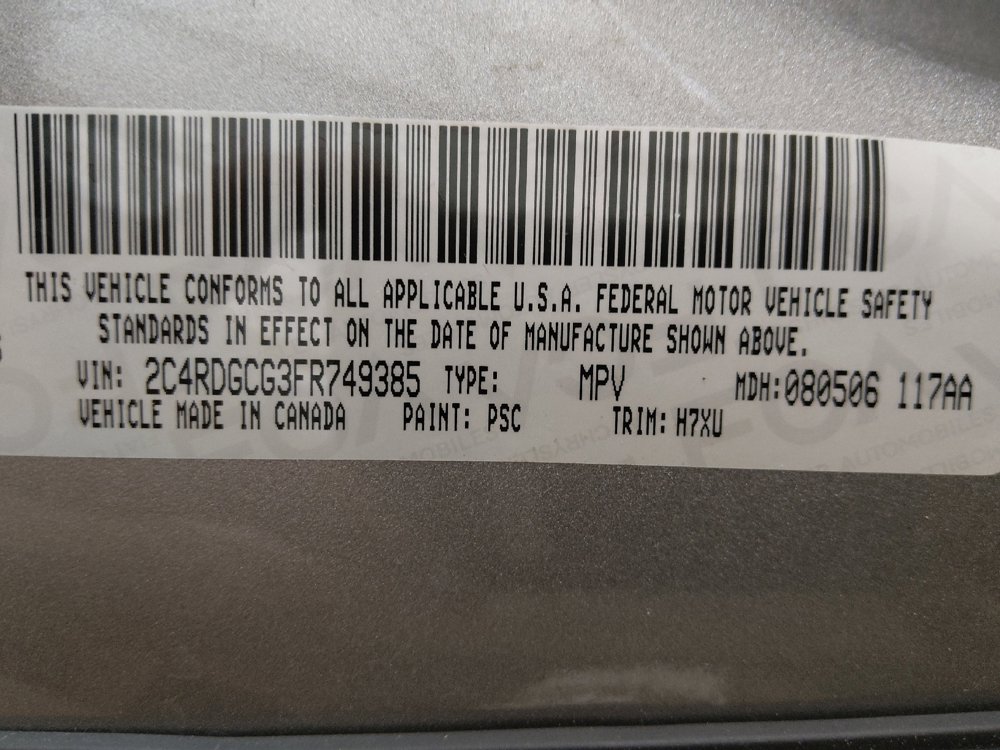 THIS VEHICLE CONFORMS TO ALL APPLICABLE U.S.A. FEDERAL MOTOR VEHICLE SAFETY
STANDARDS IN EFFECT ON THE DATE OF MANUFACTURE SHOWN ABOVE.
VIN: 2C4RDGCG3FR749385 TYPE: MPV MDH:080506 117AA
VEHICLE MADE IN CANADA PAINT: PSC TRIM: H7XU